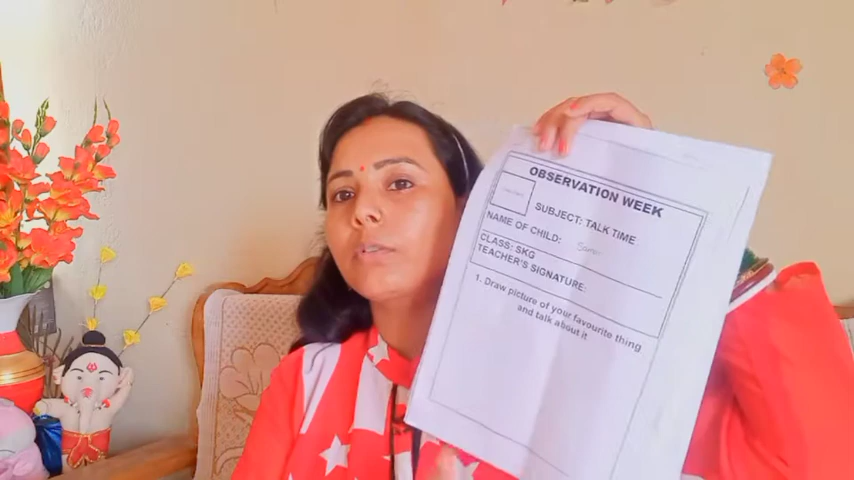 OBSERVATION WEEK
SUBJECT: TALK TIME
NAME OF CHILD:
CLASS: SKG
TEACHER'S SIGNATURE:
1. Draw picture of your favourite thing
and talk about it